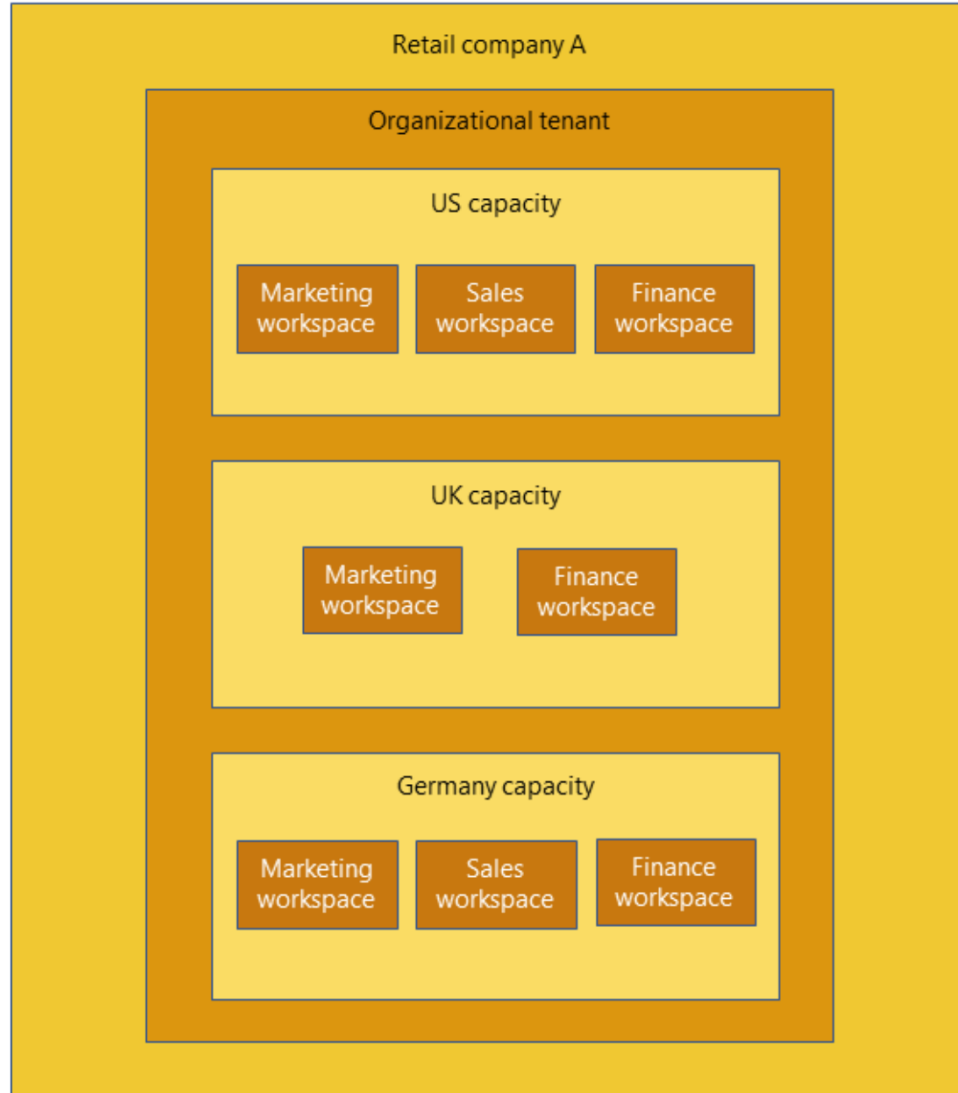 Retail company A
Organizational tenant
US capacity
Marketing
workspace
Sales
workspace
Finance
workspace
UK capacity
Marketing
workspace
Finance
workspace
Germany capacity
Marketing
workspace
Sales
workspace
Finance
workspace